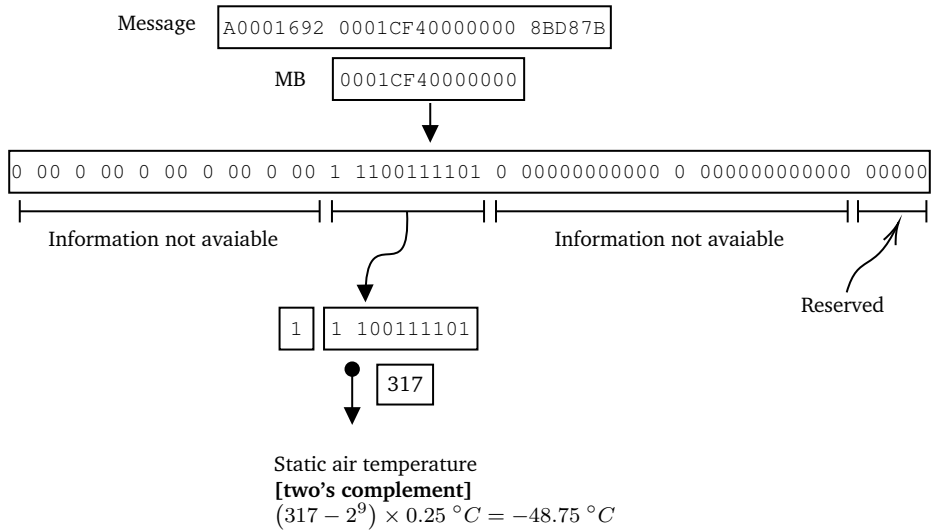 Message A0001692 0001CF40000000 8BD87B
MB 0001CF40000000
0 00 0 00 0 00 0 00 0 00 1 1100111101 0 00000000000 0 000000000000 00000
Information not avaiable Information not avaiable
Reserved
1 1 100111101
317
Static air temperature
[two's complement]
(317 − 2⁹) × 0.25 °C = −48.75 °C